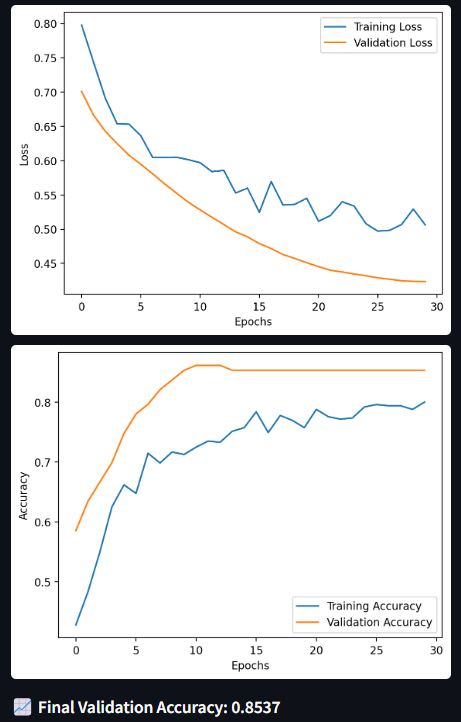 Training Loss
Validation Loss
0.80
0.75
0.70
0.65
0.60
0.55
0.50
0.45
Loss
0 5 10 15 20 25 30
Epochs
0.8
0.7
0.6
0.5
Accuracy
Training Accuracy
Validation Accuracy
0 5 10 15 20 25 30
Epochs
📈 Final Validation Accuracy: 0.8537